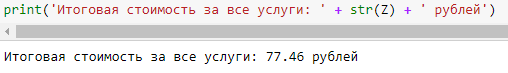 print('Итоговая стоимость за все услуги: ' + str(Z) + ' рублей')
Итоговая стоимость за все услуги: 77.46 рублей